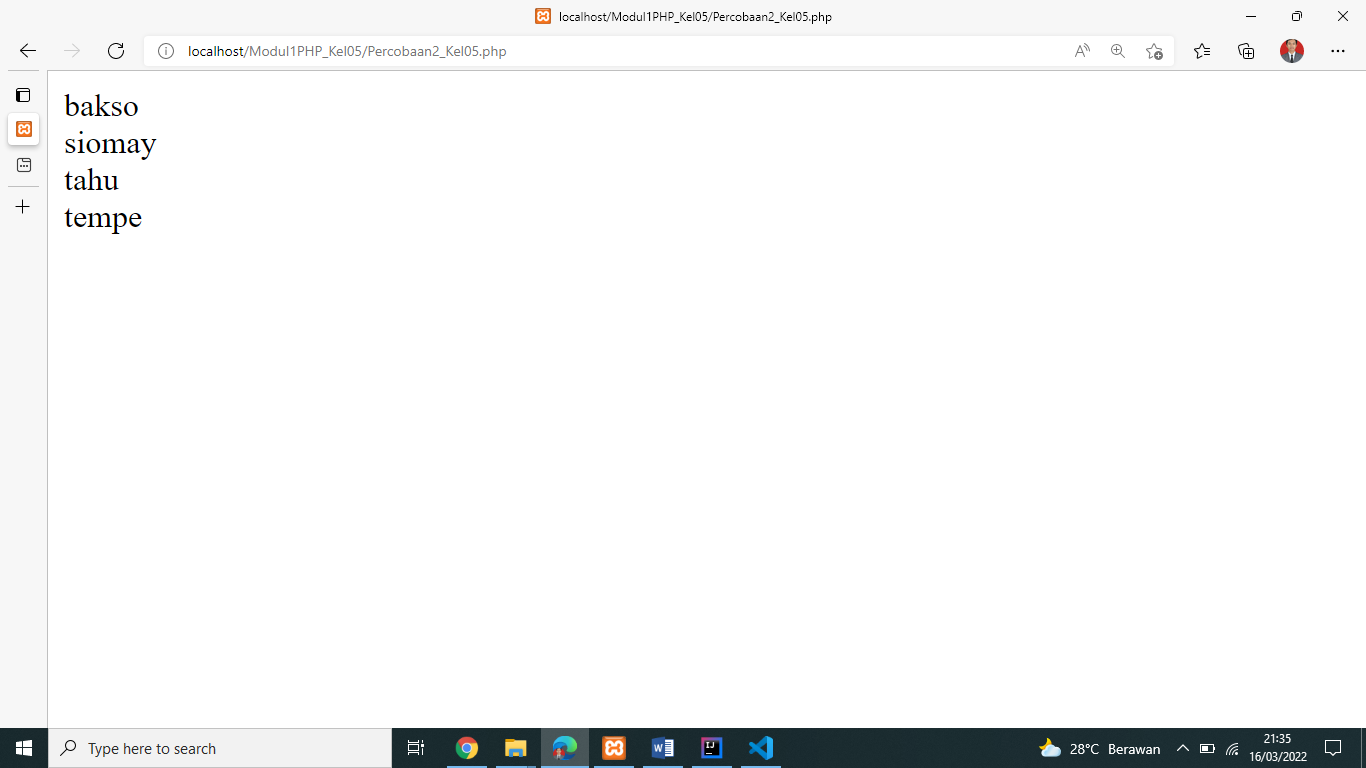 localhost/Modul1PHP_Kel05/Percobaan2_Kel05.php
localhost/Modul1PHP_Kel05/Percobaan2_Kel05.php
bakso
siomay
tahu
tempe
Type here to search
28°C Berawan
21:35
16/03/2022